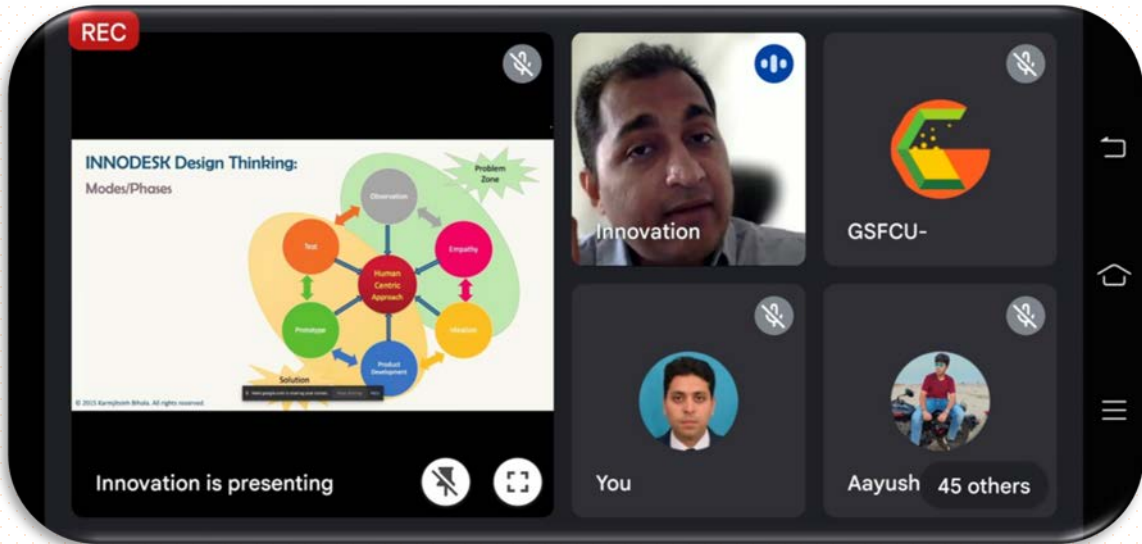 REC
INNODESK Design Thinking:
Modes/Phases
Problem
Zone
Observation
Test
Empathy
Human
Centric
Approach
Prototype
Ideation
Product
Development
Solution
Innovation is presenting
Innovation
GSFCU-
You
Aayush
45 others